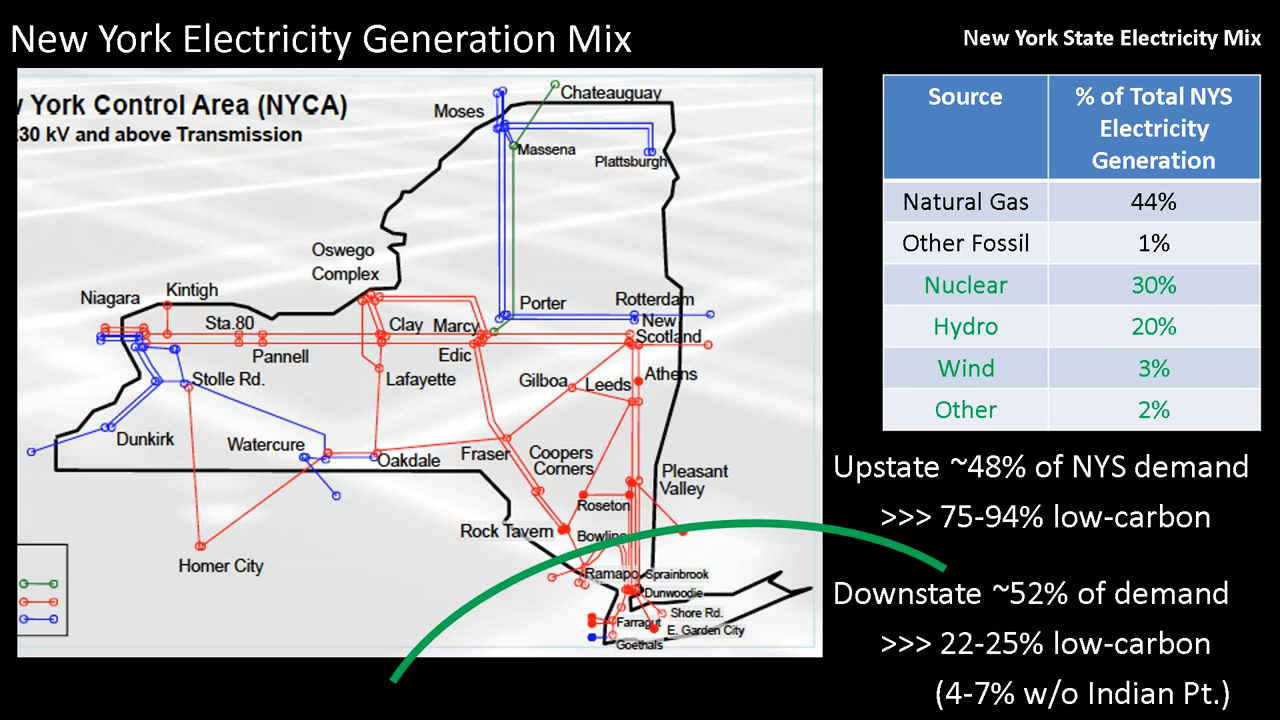 New York Electricity Generation Mix
New York State Electricity Mix
York Control Area (NYCA)
30 kV and above Transmission
Chateauguay
Moses
Massena
Plattsburgh
Oswego
Complex
Niagara
Kintigh
Sta.80
Pannell
Clay
Marcy
Edic
Porter
Rotterdam
New
Scotland
Stolle Rd.
Lafayette
Gilboa
Leeds
Athens
Dunkirk
Watercure
Oakdale
Fraser
Coopers
Corners
Pleasant
Valley
Roseton
Rock Tavern
Bowline
Homer City
Ramapo
Sprainbrook
Dunwoodie
Shore Rd.
Farragut
E. Garden City
Goethals
Source
% of Total NYS
Electricity
Generation
Natural Gas 44%
Other Fossil 1%
Nuclear 30%
Hydro 20%
Wind 3%
Other 2%
Upstate ~48% of NYS demand
>>> 75-94% low-carbon
Downstate ~52% of demand
>>> 22-25% low-carbon
(4-7% w/o Indian Pt.)